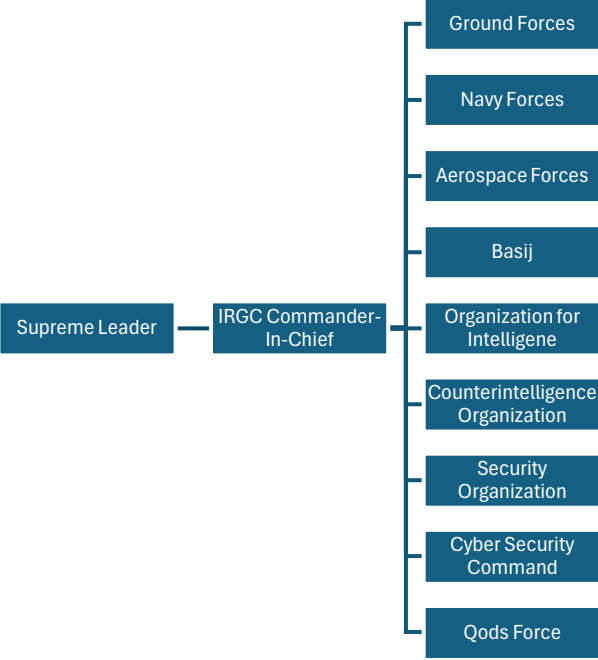 Ground Forces
Navy Forces
Aerospace Forces
Basij
Supreme Leader
IRGC Commander-
In-Chief
Organization for
Intelligene
Counterintelligence
Organization
Security
Organization
Cyber Security
Command
Qods Force